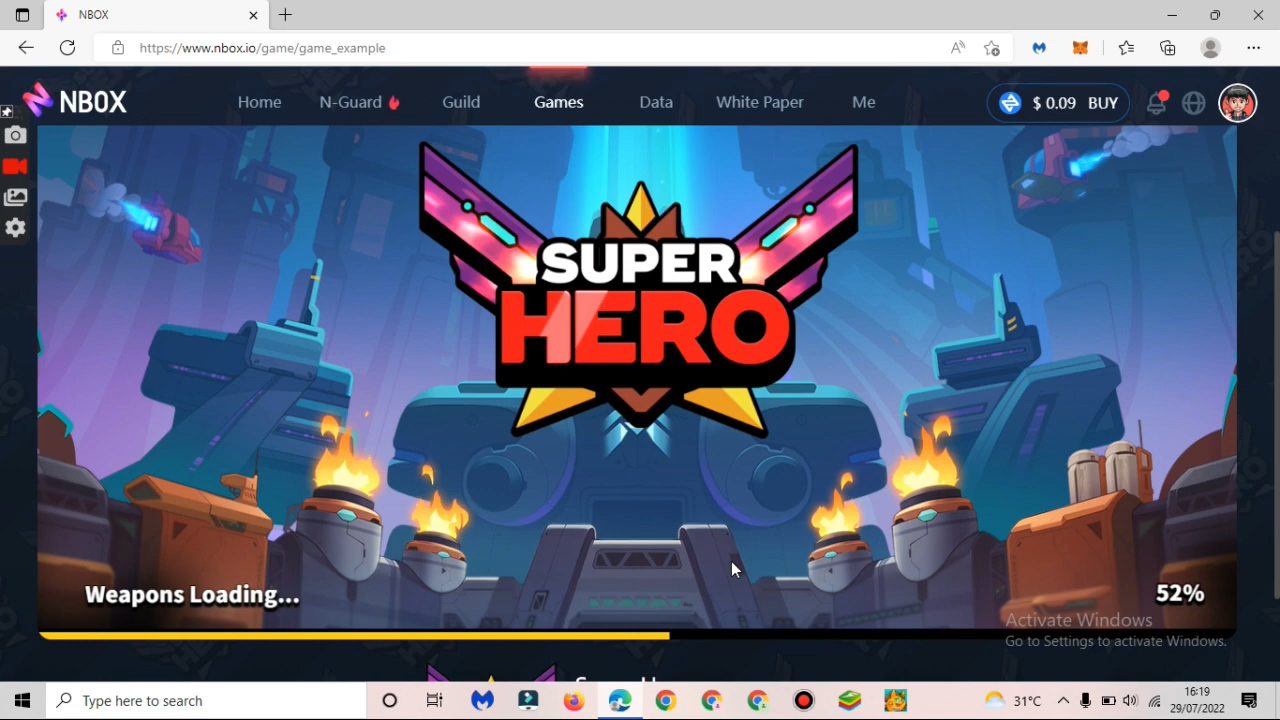 NBOX
https://www.nbox.io/game/game_example
NBOX
Home N-Guard Guild Games Data White Paper Me
$ 0.09 BUY
SUPER
HERO
Weapons Loading...
52%
Activate Windows
Go to Settings to activate Windows.
Type here to search
31°C
16:19
29/07/2022